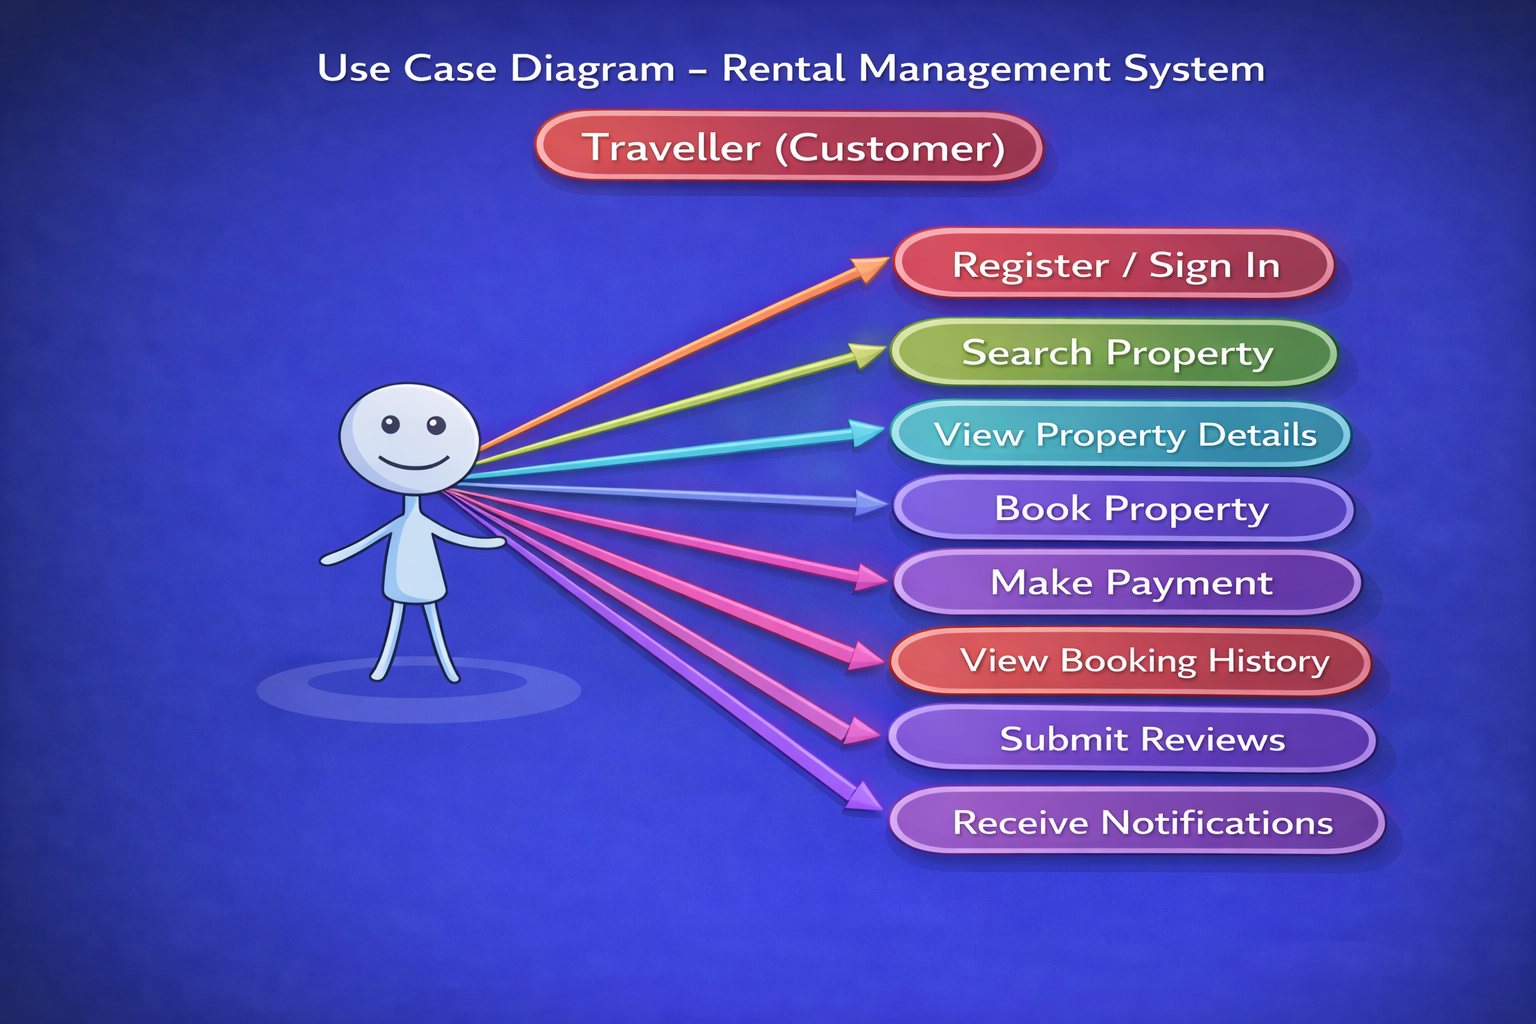 Use Case Diagram – Rental Management System
Traveller (Customer)
Register / Sign In
Search Property
View Property Details
Book Property
Make Payment
View Booking History
Submit Reviews
Receive Notifications